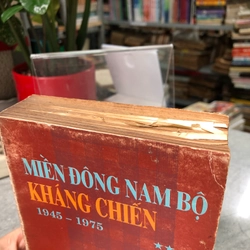 MIỀN ĐÔNG NAM BỘ
KHÁNG CHIẾN
1945 - 1975